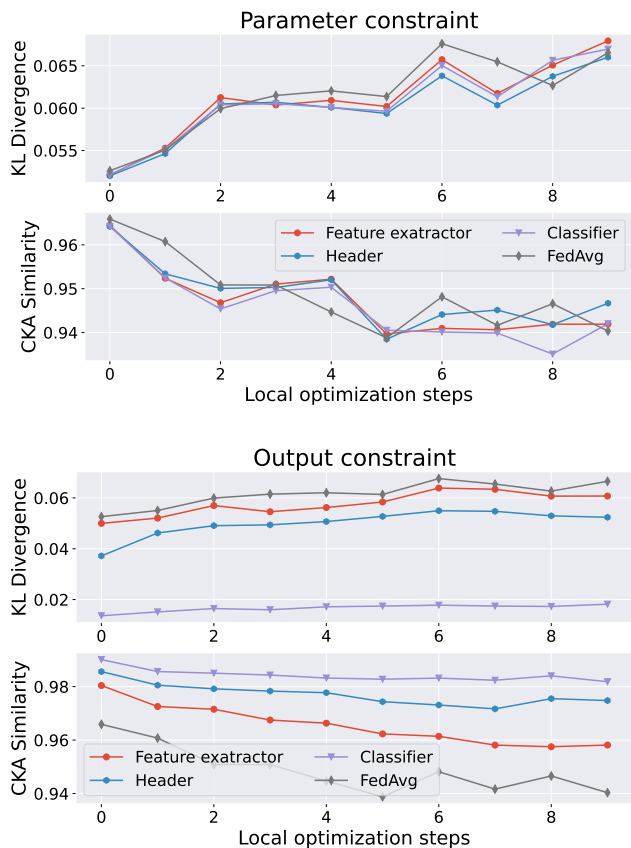 Parameter constraint
KL Divergence
0.065
0.060
0.055
0 2 4 6 8
CKA Similarity
0.96
0.95
0.94
Feature exatractor Classifier
Header FedAvg
0 2 4 6 8
Local optimization steps
Output constraint
KL Divergence
0.06
0.04
0.02
0 2 4 6 8
CKA Similarity
0.98
0.96
0.94
Feature exatractor Classifier
Header FedAvg
0 2 4 6 8
Local optimization steps